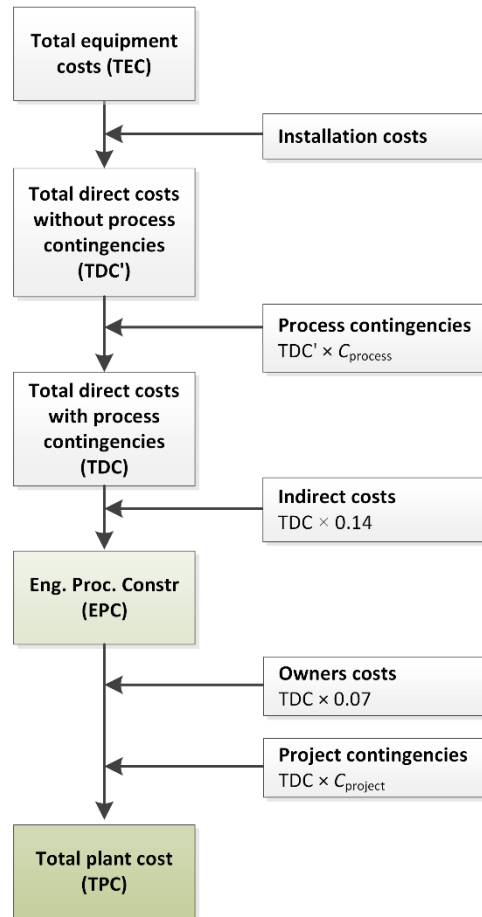 Total equipment
costs (TEC)
Installation costs
Total direct costs
without process
contingencies
(TDC')
Process contingencies
TDC' × Cprocess
Total direct costs
with process
contingencies
(TDC)
Indirect costs
TDC × 0.14
Eng. Proc. Constr
(EPC)
Owners costs
TDC × 0.07
Project contingencies
TDC × Cproject
Total plant cost
(TPC)